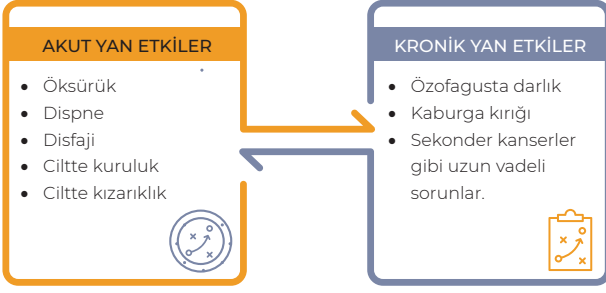 AKUT YAN ETKİLER
• Öksürük
• Dispne
• Disfaji
• Ciltte kuruluk
• Ciltte kızarıklık
KRONİK YAN ETKİLER
• Özofagusta darlık
• Kaburga kırığı
• Sekonder kanserler
gibi uzun vadeli
sorunlar.